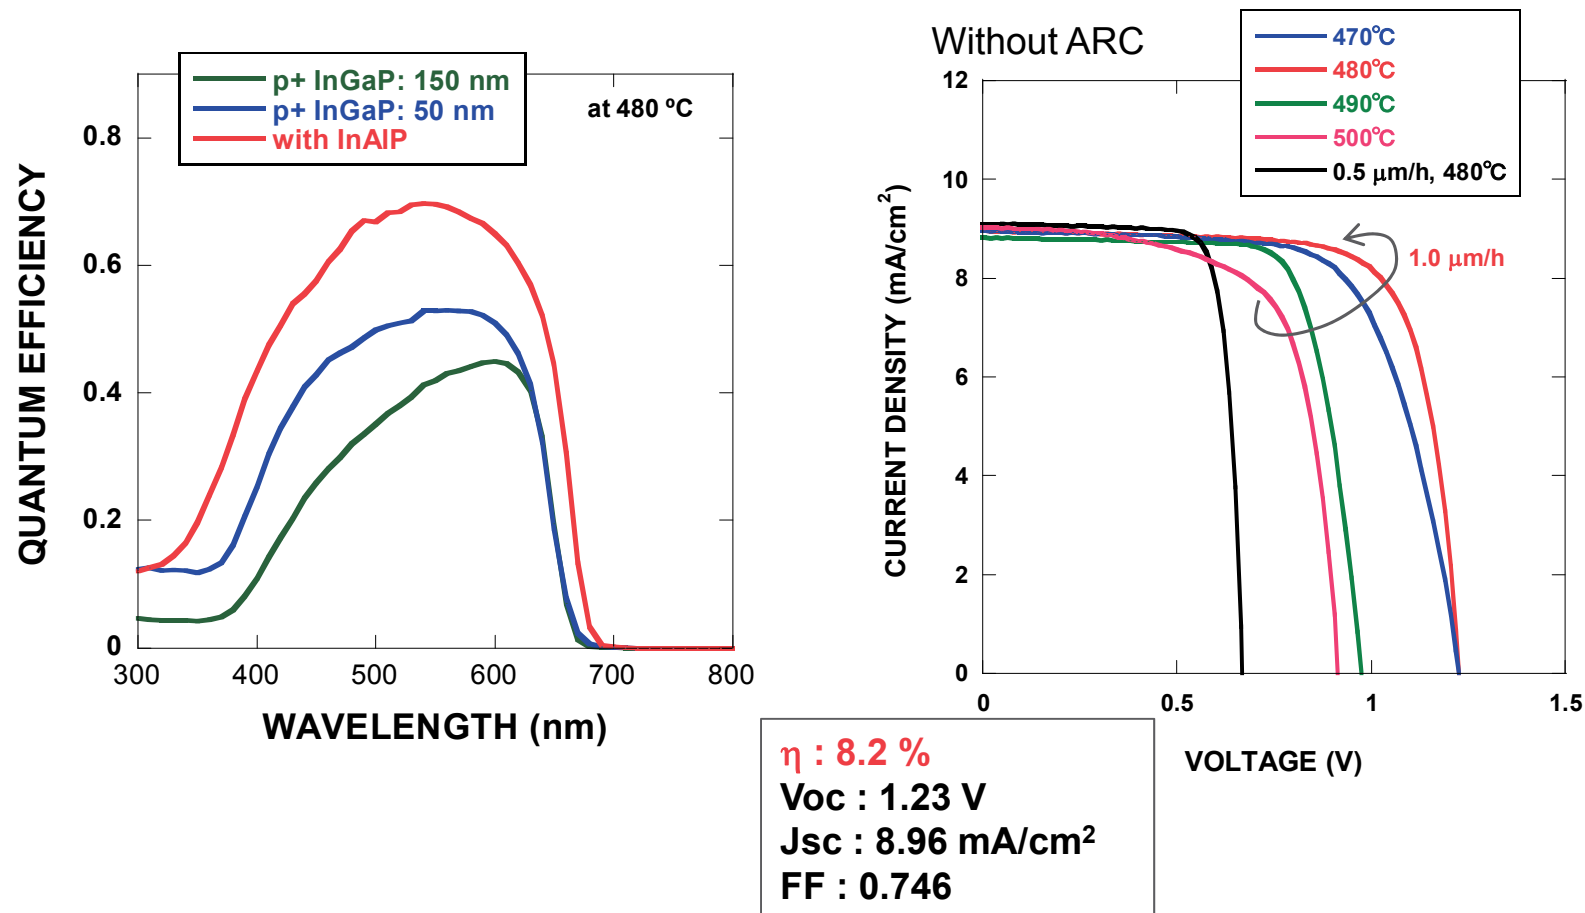 p+ InGaP: 150 nm
p+ InGaP: 50 nm
with InAlP
at 480 ºC
QUANTUM EFFICIENCY
0.8
0.6
0.4
0.2
0
300 400 500 600 700 800
WAVELENGTH (nm)
Without ARC
470℃
480℃
490℃
500℃
0.5 μm/h, 480℃
1.0 μm/h
CURRENT DENSITY (mA/cm²)
12
10
8
6
4
2
0
0 0.5 1 1.5
VOLTAGE (V)
η : 8.2 %
Voc : 1.23 V
Jsc : 8.96 mA/cm²
FF : 0.746